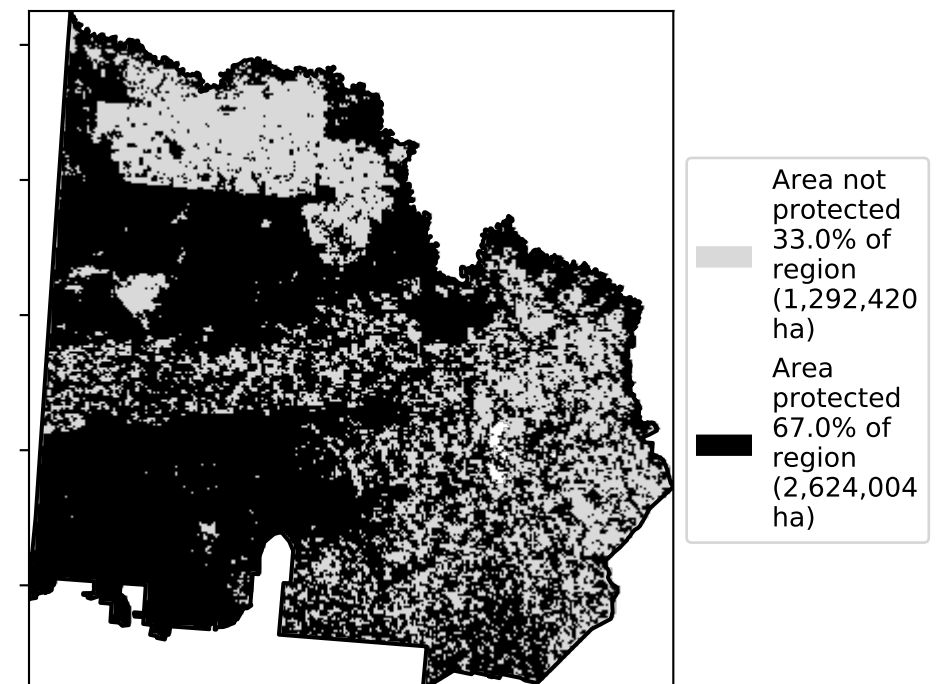 Area not
protected
33.0% of
region
(1,292,420
ha)
Area
protected
67.0% of
region
(2,624,004
ha)